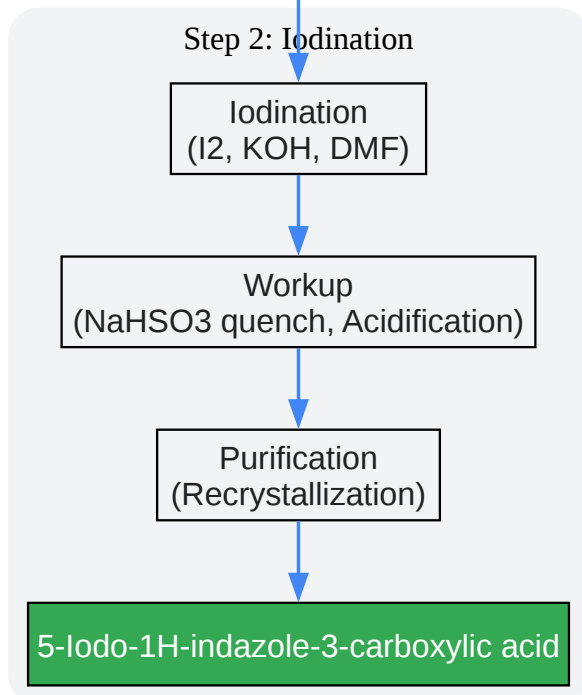 Step 2: Iodination
Iodination
(I2, KOH, DMF)
Workup
(NaHSO3 quench, Acidification)
Purification
(Recrystallization)
5-Iodo-1H-indazole-3-carboxylic acid